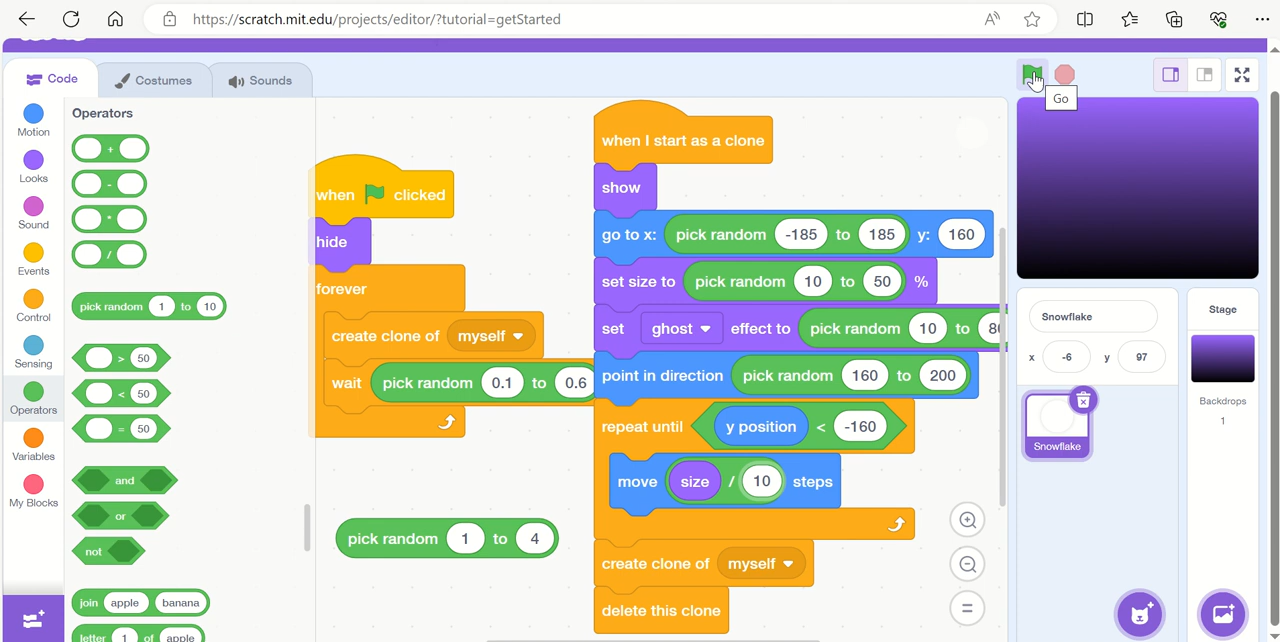 https://scratch.mit.edu/projects/editor/?tutorial=getStarted
Code
Costumes
Sounds
Go
Motion
Looks
Sound
Events
Control
Sensing
Operators
Variables
My Blocks
Operators
+
-
*
/
pick random 1 to 10
> 50
< 50
= 50
and
or
not
join apple banana
letter 1 of apple
when clicked
hide
forever
create clone of myself
wait pick random 0.1 to 0.6
pick random 1 to 4
when I start as a clone
show
go to x: pick random -185 to 185 y: 160
set size to pick random 10 to 50 %
set ghost effect to pick random 10 to
point in direction pick random 160 to 200
repeat until y position < -160
move size / 10 steps
create clone of myself
delete this clone
Snowflake
x -6 y 97
Snowflake
Stage
Backdrops
1